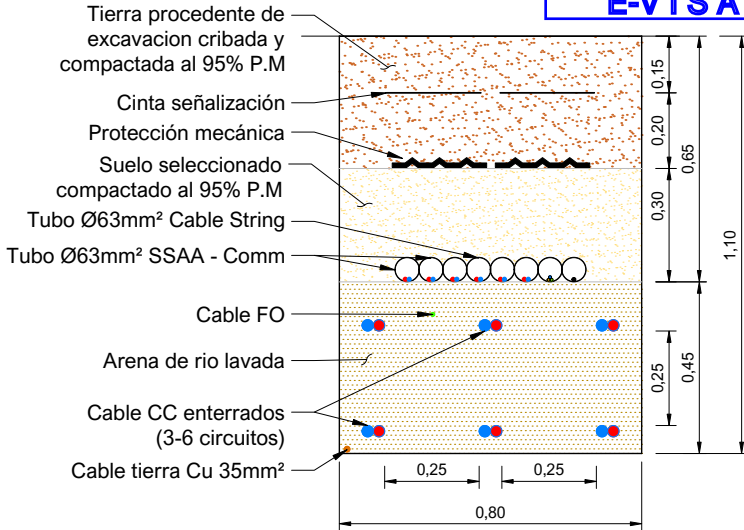 E-VISA
Tierra procedente de
excavacion cribada y
compactada al 95% P.M
Cinta señalización
Protección mecánica
Suelo seleccionado
compactado al 95% P.M
Tubo Ø63mm² Cable String
Tubo Ø63mm² SSAA - Comm
Cable FO
Arena de rio lavada
Cable CC enterrados
(3-6 circuitos)
Cable tierra Cu 35mm²
0,15
0,20
0,30
0,65
1,10
0,25
0,45
0,25
0,25
0,80